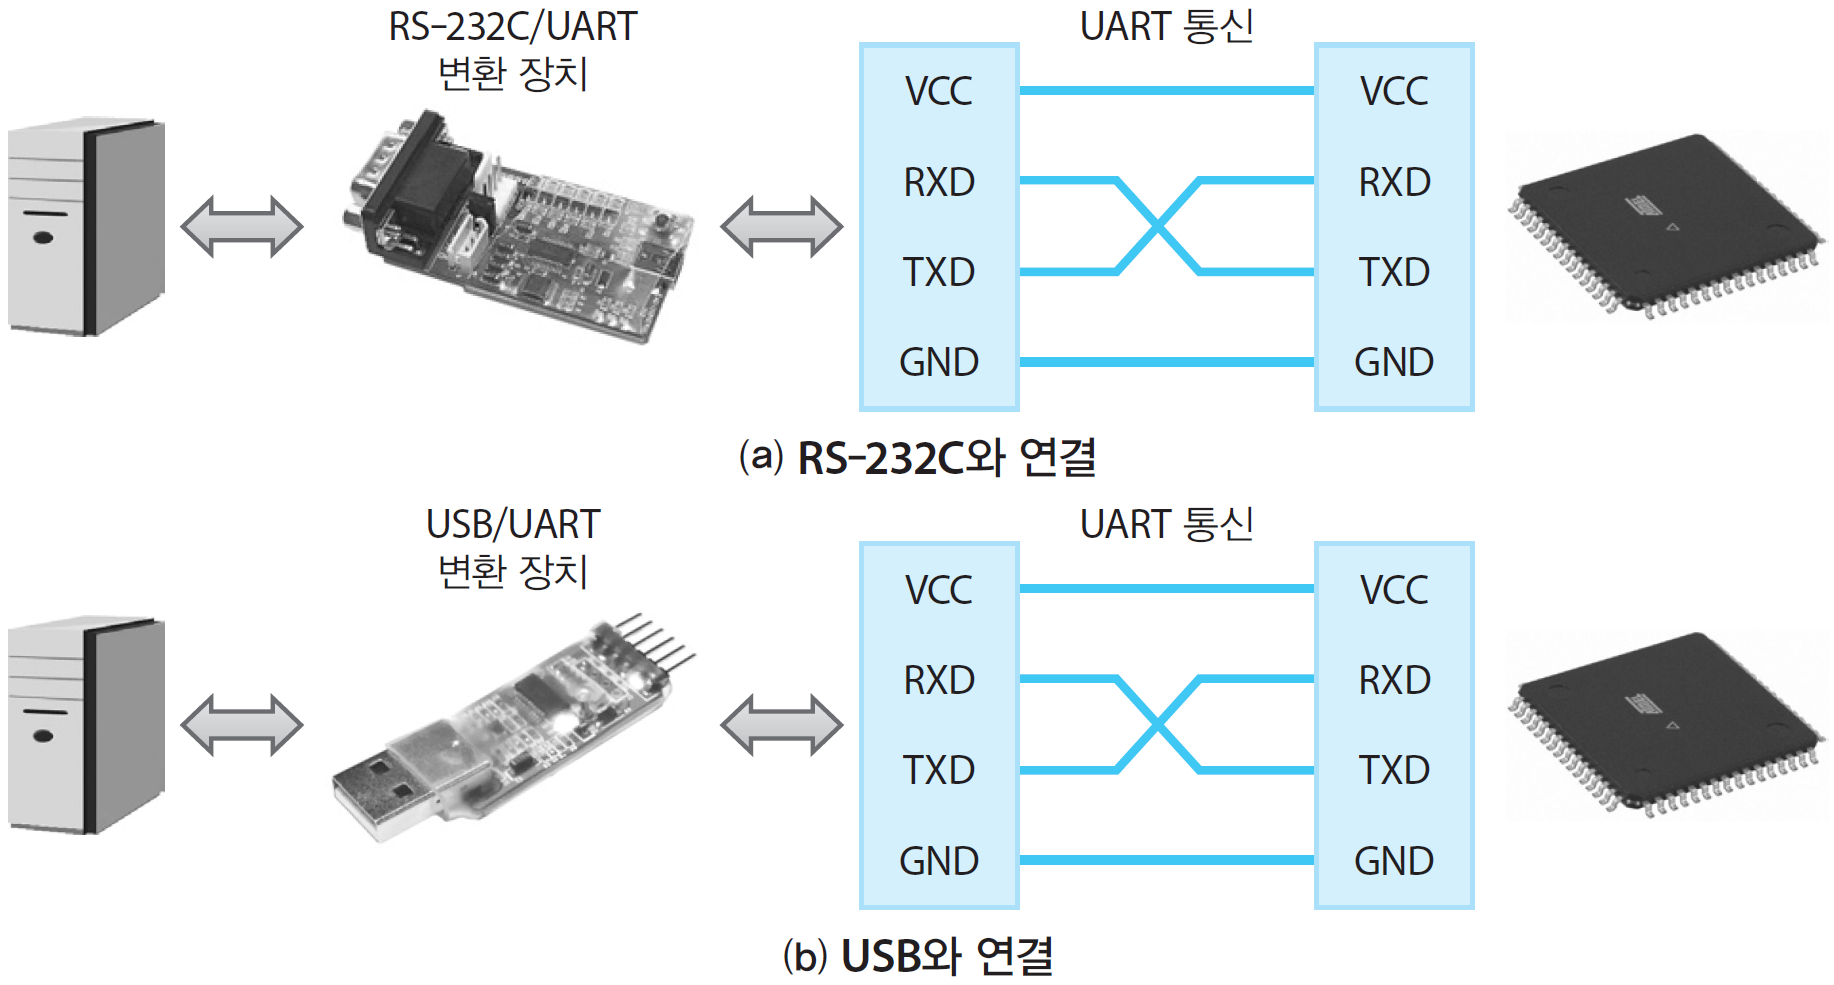 RS-232C/UART
변환 장치
UART 통신
VCC
VCC
RXD
RXD
TXD
TXD
GND
GND
(a) RS-232C와 연결
USB/UART
변환 장치
UART 통신
VCC
VCC
RXD
RXD
TXD
TXD
GND
GND
(b) USB와 연결